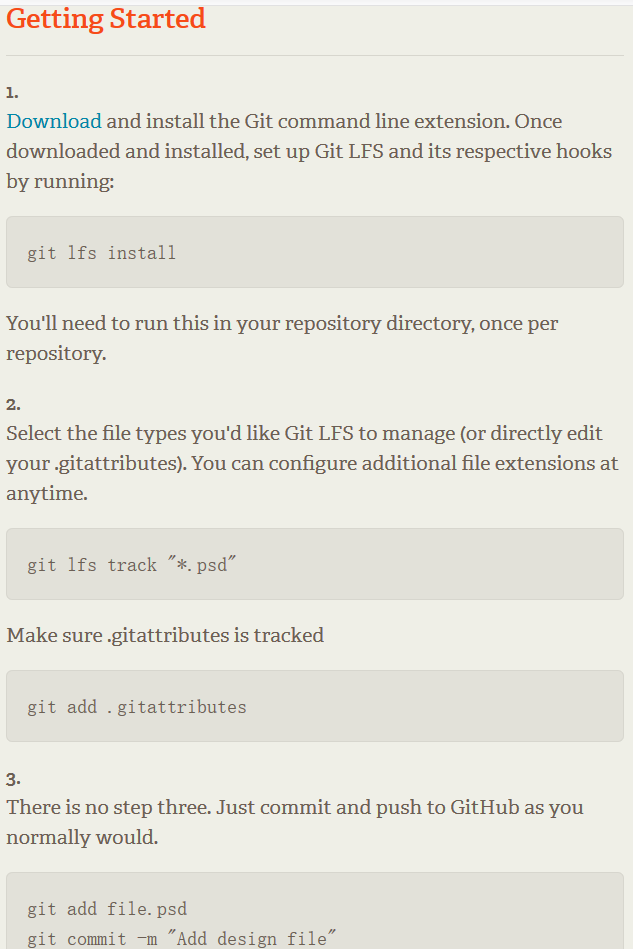 Getting Started
1.
Download and install the Git command line extension. Once
downloaded and installed, set up Git LFS and its respective hooks
by running:
git lfs install
You'll need to run this in your repository directory, once per
repository.
2.
Select the file types you'd like Git LFS to manage (or directly edit
your .gitattributes). You can configure additional file extensions at
anytime.
git lfs track "*.psd"
Make sure .gitattributes is tracked
git add .gitattributes
3.
There is no step three. Just commit and push to GitHub as you
normally would.
git add file.psd
git commit -m "Add design file"